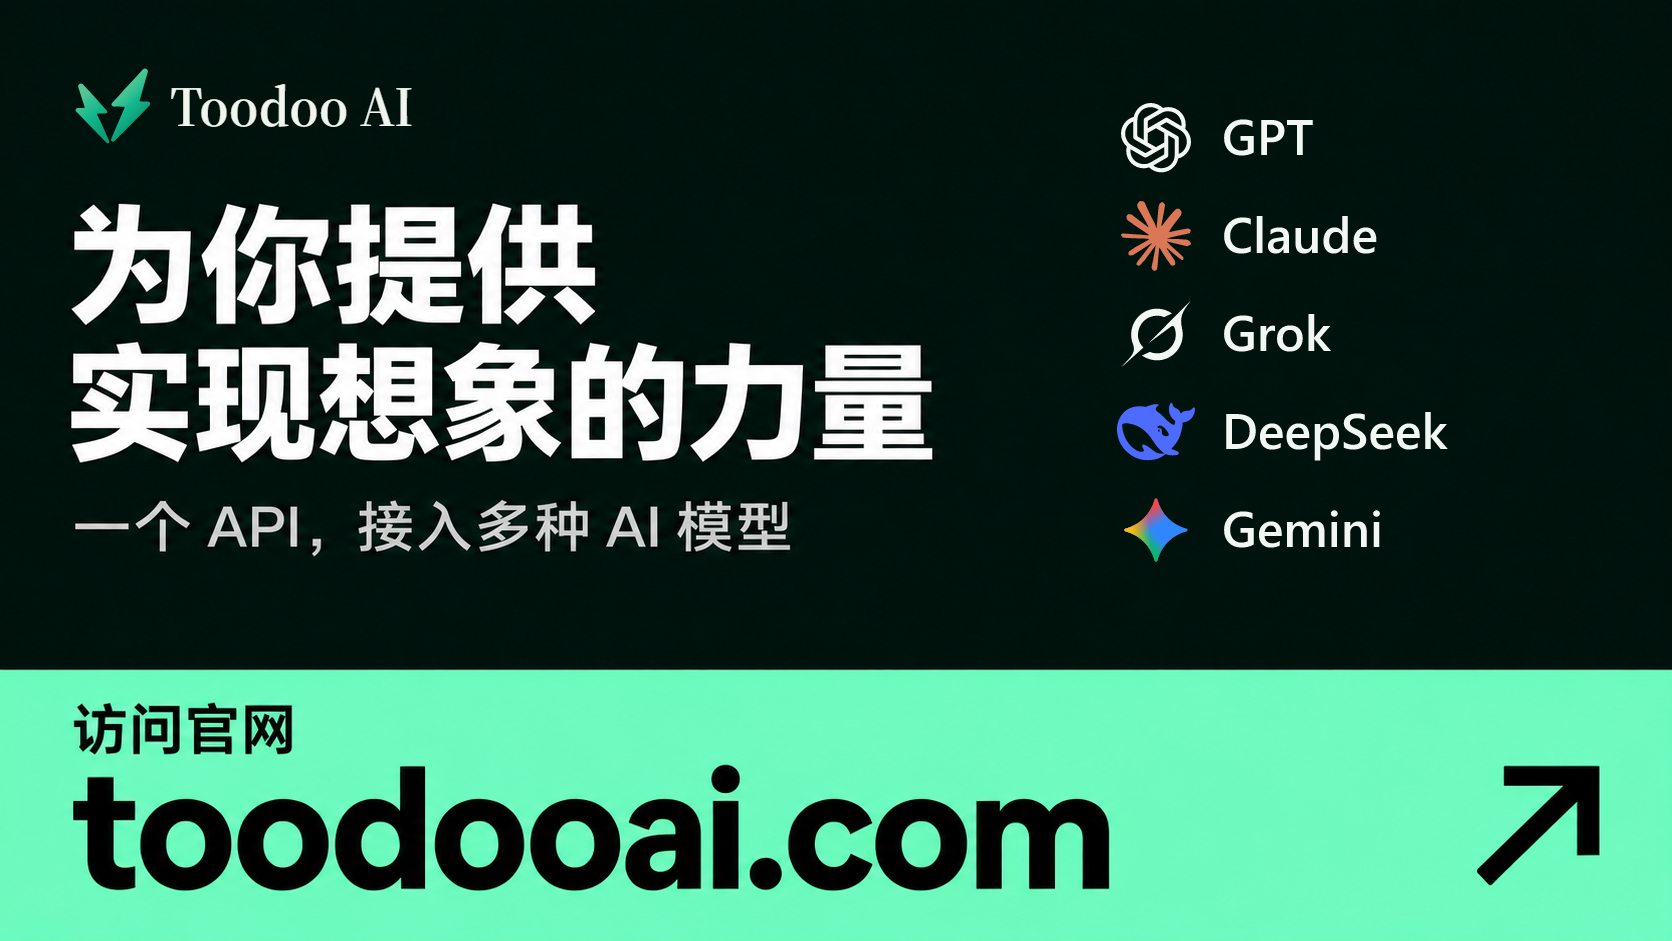 Toodoo AI
为你提供
实现想象的力量
一个 API，接入多种 AI 模型
GPT
Claude
Grok
DeepSeek
Gemini
访问官网
toodooai.com